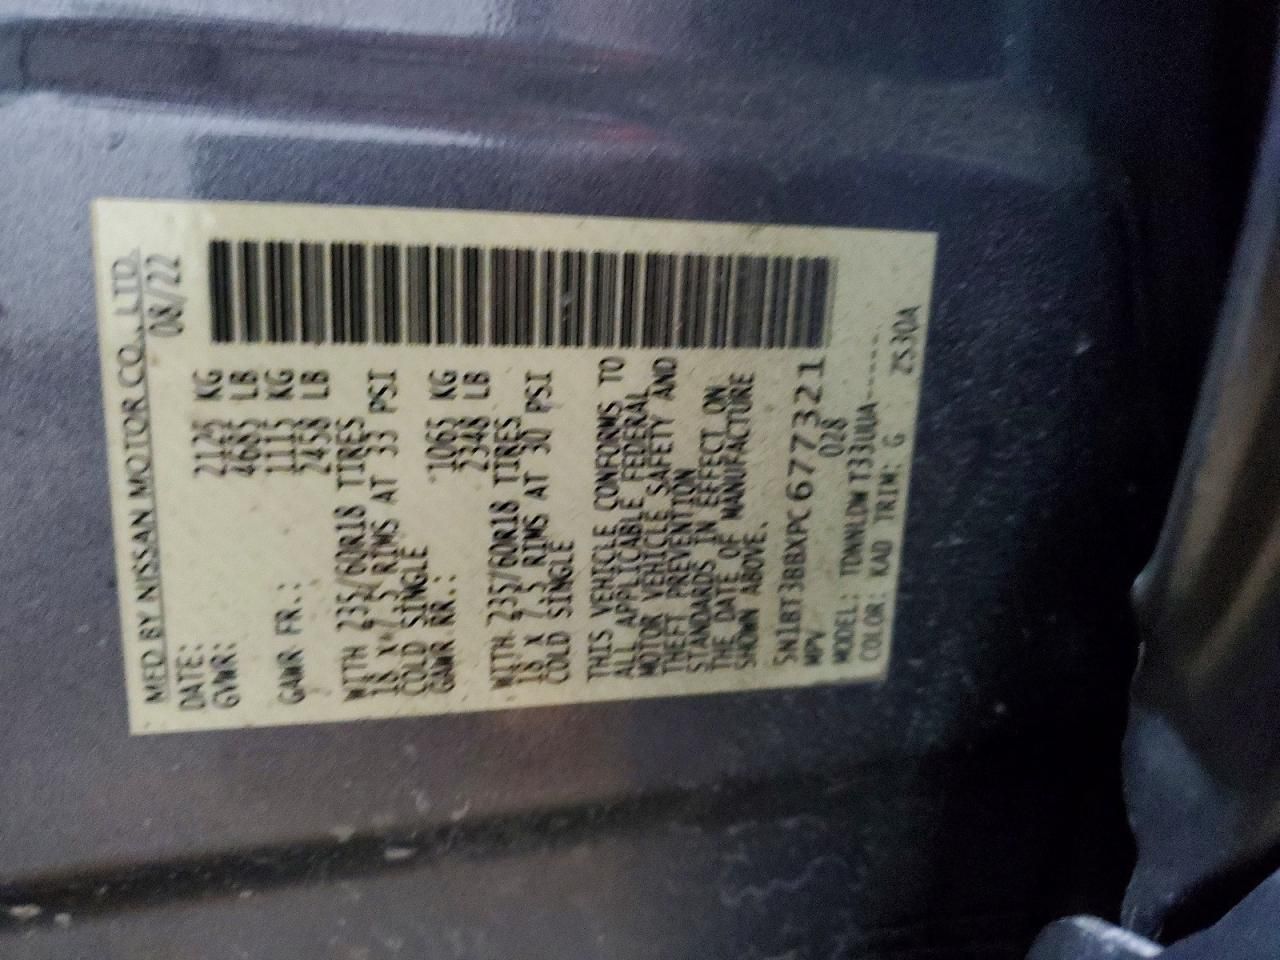 MFD BY NISSAN MOTOR CO., LTD.
DATE: 08/22
GVWR: 2125 KG
4685 LB
GAWR FR.: 1115 KG
2458 LB
WITH 235/60R18 TIRES
18 X 7.5 RIMS AT 33 PSI
COLD SINGLE
GAWR RR.: 1065 KG
2348 LB
WITH 235/60R18 TIRES
18 X 7.5 RIMS AT 30 PSI
COLD SINGLE
THIS VEHICLE CONFORMS TO
ALL APPLICABLE FEDERAL
MOTOR VEHICLE SAFETY AND
THEFT PREVENTION
STANDARDS IN EFFECT ON
THE DATE OF MANUFACTURE
SHOWN ABOVE.
5N1BT3BBXPC677321
MPV 028
MODEL: TDNNLDWT33UUA------
COLOR: KAD TRIM: G ZS30A